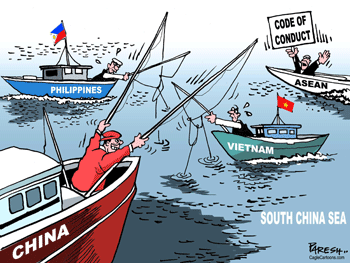 CODE OF
CONDUCT
PHILIPPINES
ASEAN
VIETNAM
CHINA
SOUTH CHINA SEA
PARESH
CagleCartoons.com